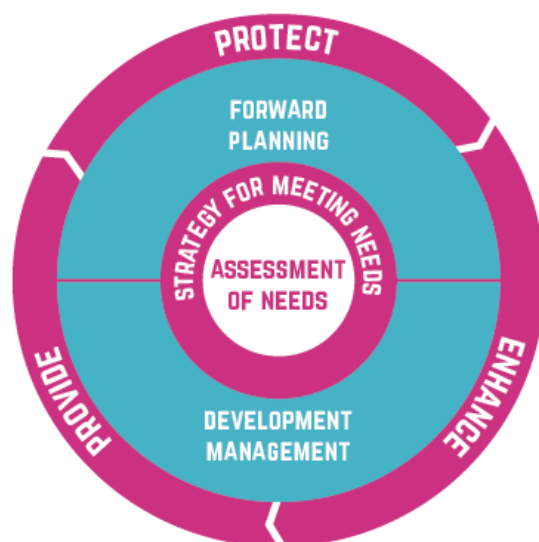 PROTECT
FORWARD
PLANNING
STRATEGY FOR MEETING NEEDS
ASSESSMENT
OF NEEDS
PROVIDE
ENHANCE
DEVELOPMENT
MANAGEMENT